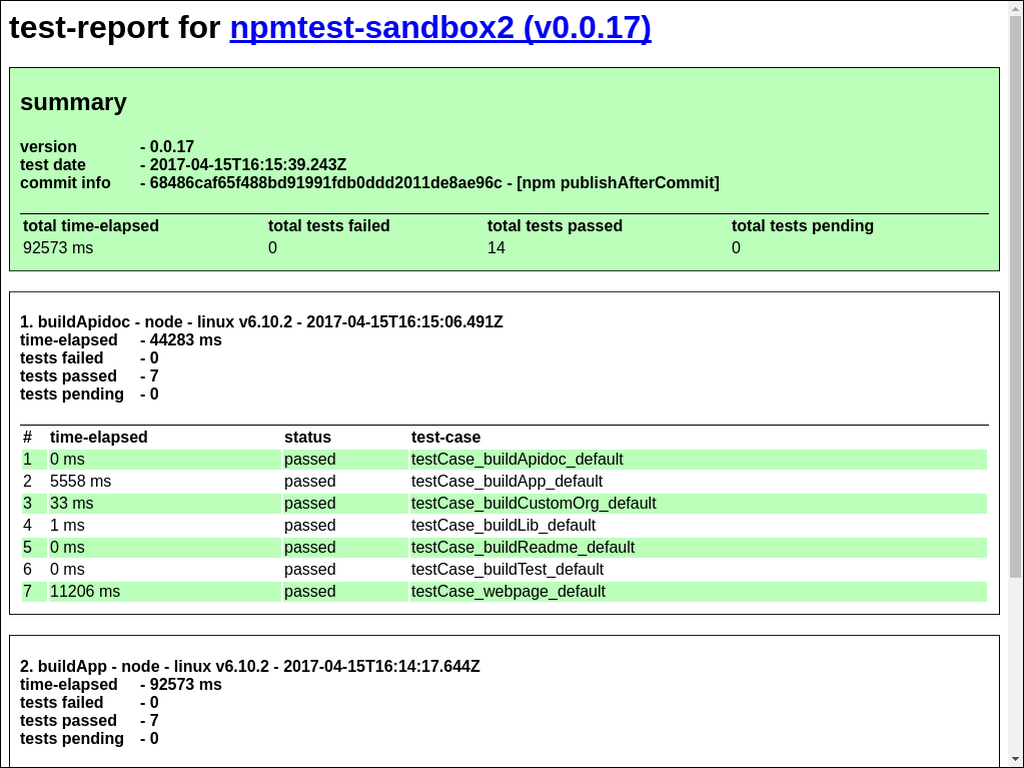 test-report for npmtest-sandbox2 (v0.0.17)
summary
version - 0.0.17
test date - 2017-04-15T16:15:39.243Z
commit info - 68486caf65f488bd91991fdb0ddd2011de8ae96c - [npm publishAfterCommit]
total time-elapsed total tests failed total tests passed total tests pending
92573 ms 0 14 0
1. buildApidoc - node - linux v6.10.2 - 2017-04-15T16:15:06.491Z
time-elapsed - 44283 ms
tests failed - 0
tests passed - 7
tests pending - 0
# time-elapsed status test-case
1 0 ms passed testCase_buildApidoc_default
2 5558 ms passed testCase_buildApp_default
3 33 ms passed testCase_buildCustomOrg_default
4 1 ms passed testCase_buildLib_default
5 0 ms passed testCase_buildReadme_default
6 0 ms passed testCase_buildTest_default
7 11206 ms passed testCase_webpage_default
2. buildApp - node - linux v6.10.2 - 2017-04-15T16:14:17.644Z
time-elapsed - 92573 ms
tests failed - 0
tests passed - 7
tests pending - 0